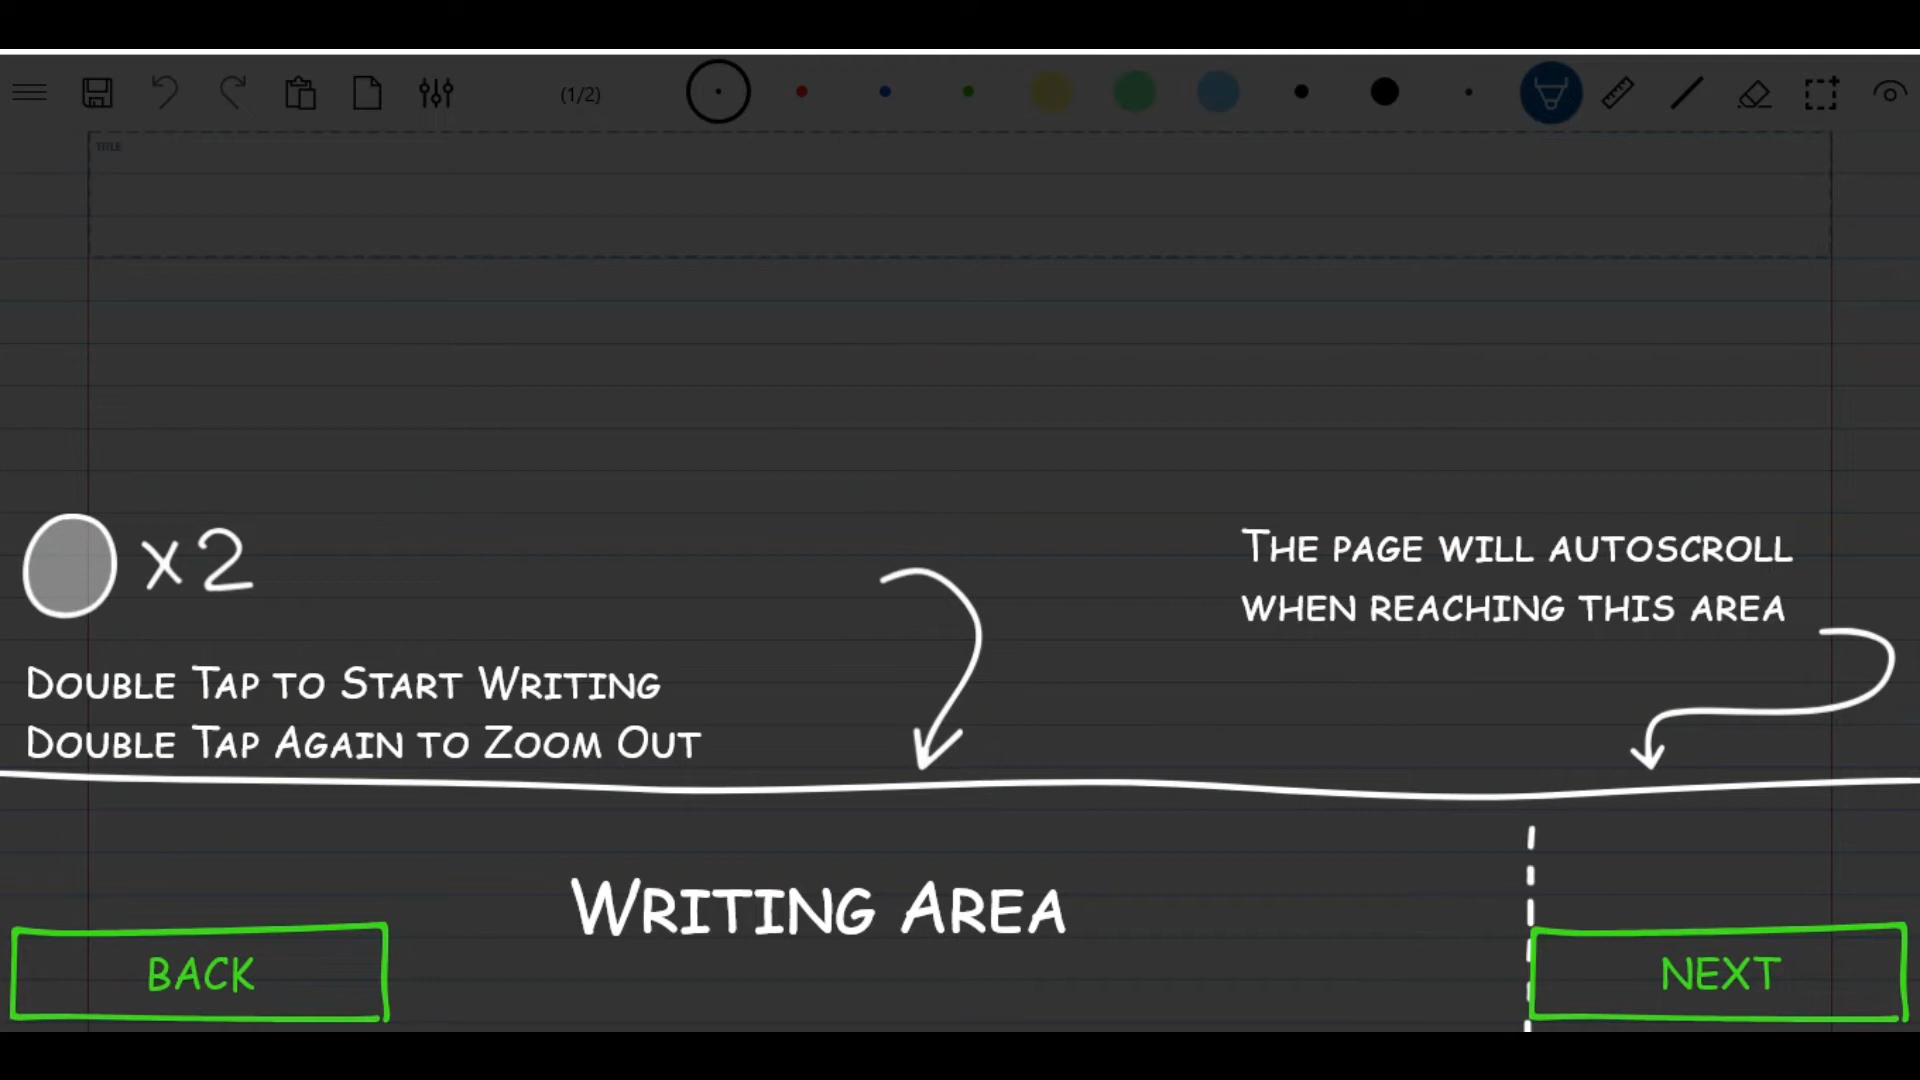 (1/2)
TITLE
x2
THE PAGE WILL AUTOSCROLL
WHEN REACHING THIS AREA
DOUBLE TAP TO START WRITING
DOUBLE TAP AGAIN TO ZOOM OUT
WRITING AREA
BACK
NEXT